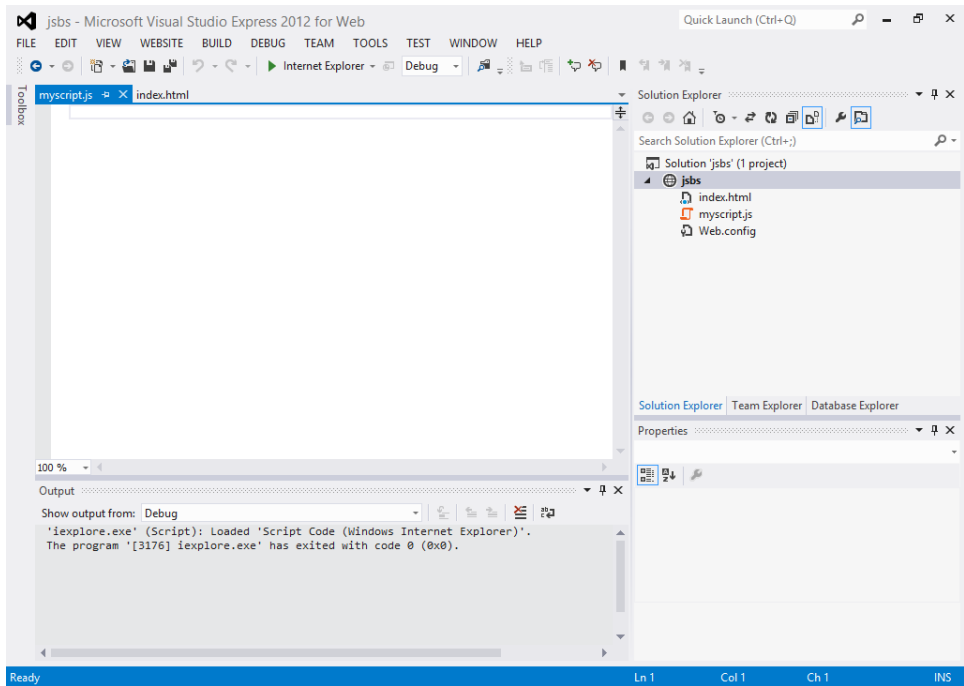 jsbs - Microsoft Visual Studio Express 2012 for Web
Quick Launch (Ctrl+Q)
FILE EDIT VIEW WEBSITE BUILD DEBUG TEAM TOOLS TEST WINDOW HELP
Internet Explorer Debug
Toolbox
myscript.js index.html
Solution Explorer
Search Solution Explorer (Ctrl+;)
Solution 'jsbs' (1 project)
jsbs
index.html
myscript.js
Web.config
Solution Explorer Team Explorer Database Explorer
Properties
100 %
Output
Show output from: Debug
'iexplore.exe' (Script): Loaded 'Script Code (Windows Internet Explorer)'.
The program '[3176] iexplore.exe' has exited with code 0 (0x0).
Ready Ln 1 Col 1 Ch 1 INS